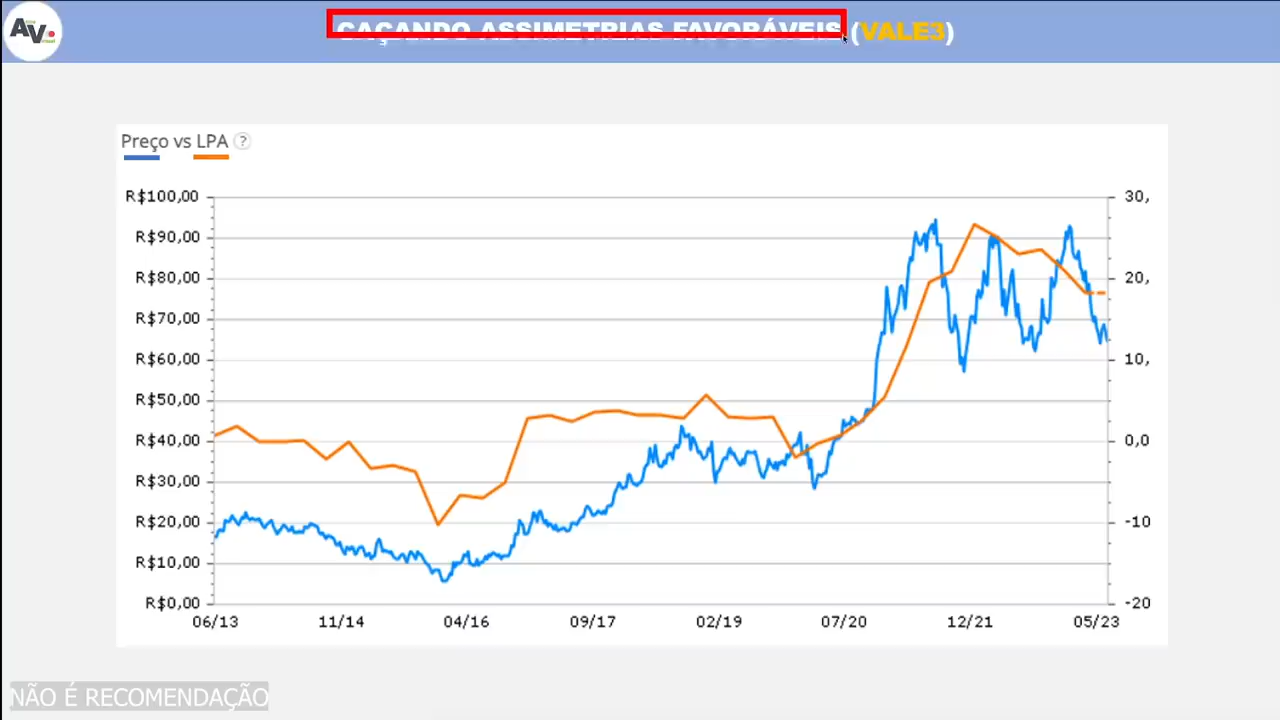 AV.
CAÇANDO ASSIMETRIAS FAVORÁVEIS (VALE3)
Preço vs LPA ?
R$100,00 30,
R$90,00
R$80,00 20,
R$70,00
R$60,00 10,
R$50,00
R$40,00 0,0
R$30,00
R$20,00 -10
R$10,00
R$0,00 -20
06/13 11/14 04/16 09/17 02/19 07/20 12/21 05/23
NÃO É RECOMENDAÇÃO